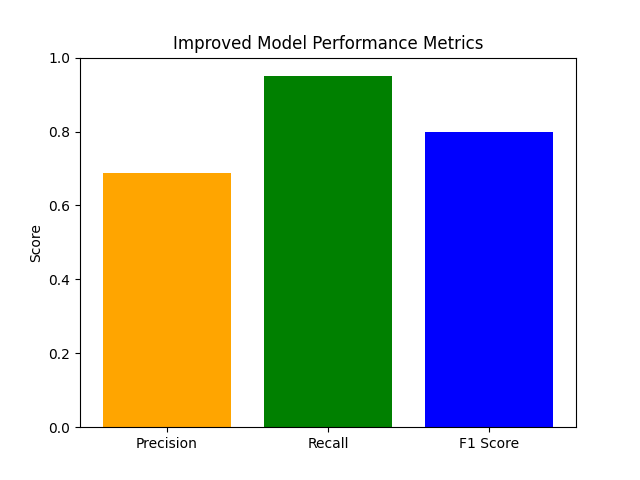 Improved Model Performance Metrics
1.0
0.8
0.6
0.4
0.2
0.0
Score
Precision
Recall
F1 Score